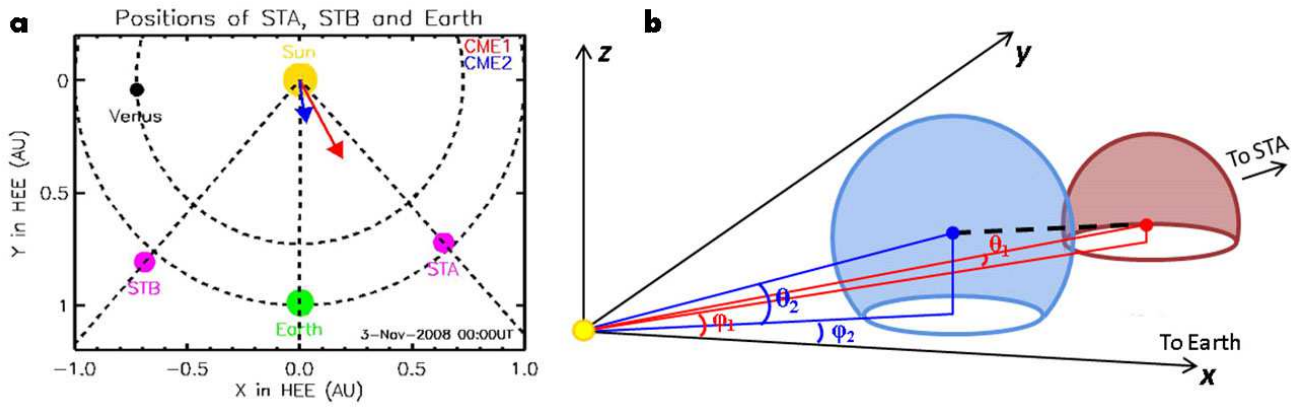 a
Positions of STA, STB and Earth
Sun
CME1
CME2
Venus
STB
STA
Earth
3-Nov-2008 00:00UT
0
0.5
1
Y in HEE (AU)
-1.0
-0.5
0.0
0.5
1.0
X in HEE (AU)
b
z
y
To STA
θ1
θ2
φ1
φ2
To Earth
x